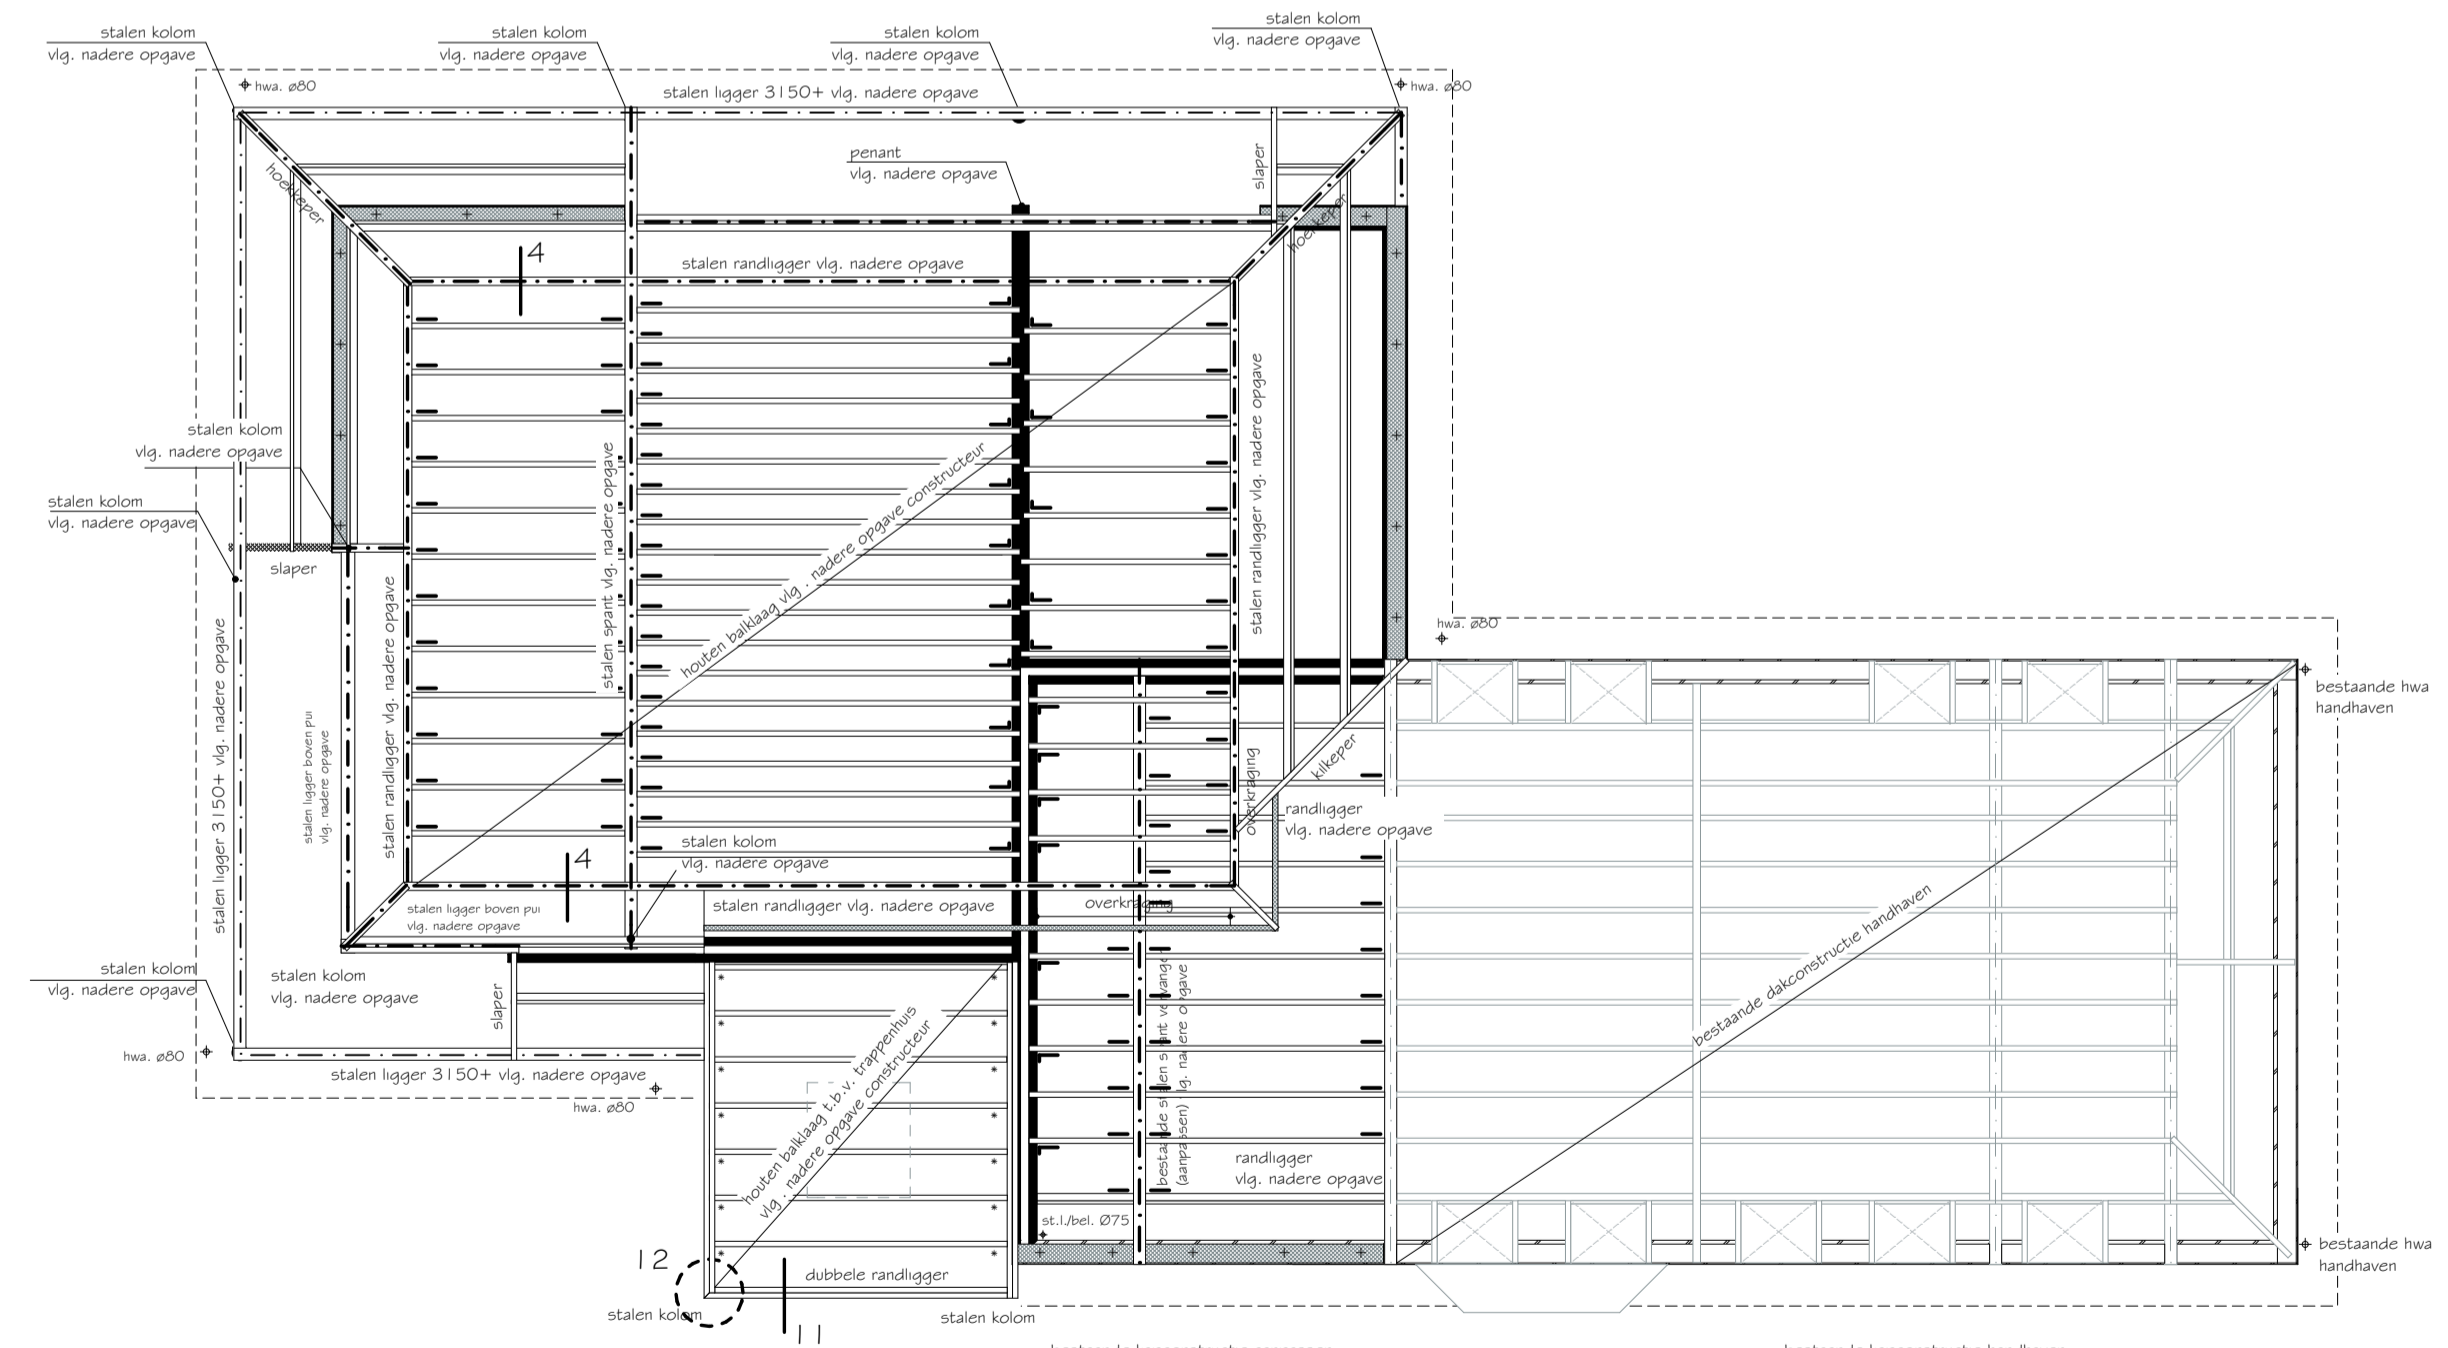 stalen kolom
vlg. nadere opgave
stalen kolom
vlg. nadere opgave
stalen kolom
vlg. nadere opgave
stalen kolom
vlg. nadere opgave
hwa. ø80
stalen ligger 3150+ vlg. nadere opgave
hwa. ø80
penant
vlg. nadere opgave
slaper
hoekkeper
hoekkeper
4
stalen randligger vlg. nadere opgave
stalen kolom
vlg. nadere opgave
stalen kolom
vlg. nadere opgave
slaper
stalen spant vlg. nadere opgave
houten balklaag vlg. nadere opgave constructeur
stalen randligger vlg. nadere opgave
stalen ligger 3150+ vlg. nadere opgave
stalen ligger boven pui
vlg. nadere opgave
stalen randligger vlg. nadere opgave
hwa. ø80
bestaande hwa
handhaven
kilkeper
overkraging
randligger
vlg. nadere opgave
stalen kolom
vlg. nadere opgave
4
stalen ligger boven pui
vlg. nadere opgave
stalen randligger vlg. nadere opgave
overkraging
bestaande dakconstructie handhaven
stalen kolom
vlg. nadere opgave
stalen kolom
vlg. nadere opgave
slaper
bestaande stalen spant vervangen
(aanpassen) vlg. nadere opgave
houten balklaag t.b.v. trappenhuis
vlg. nadere opgave constructeur
hwa. ø80
stalen ligger 3150+ vlg. nadere opgave
hwa. ø80
randligger
vlg. nadere opgave
st.l./bel. Ø75
12
dubbele randligger
stalen kolom
stalen kolom
11
bestaande hwa
handhaven